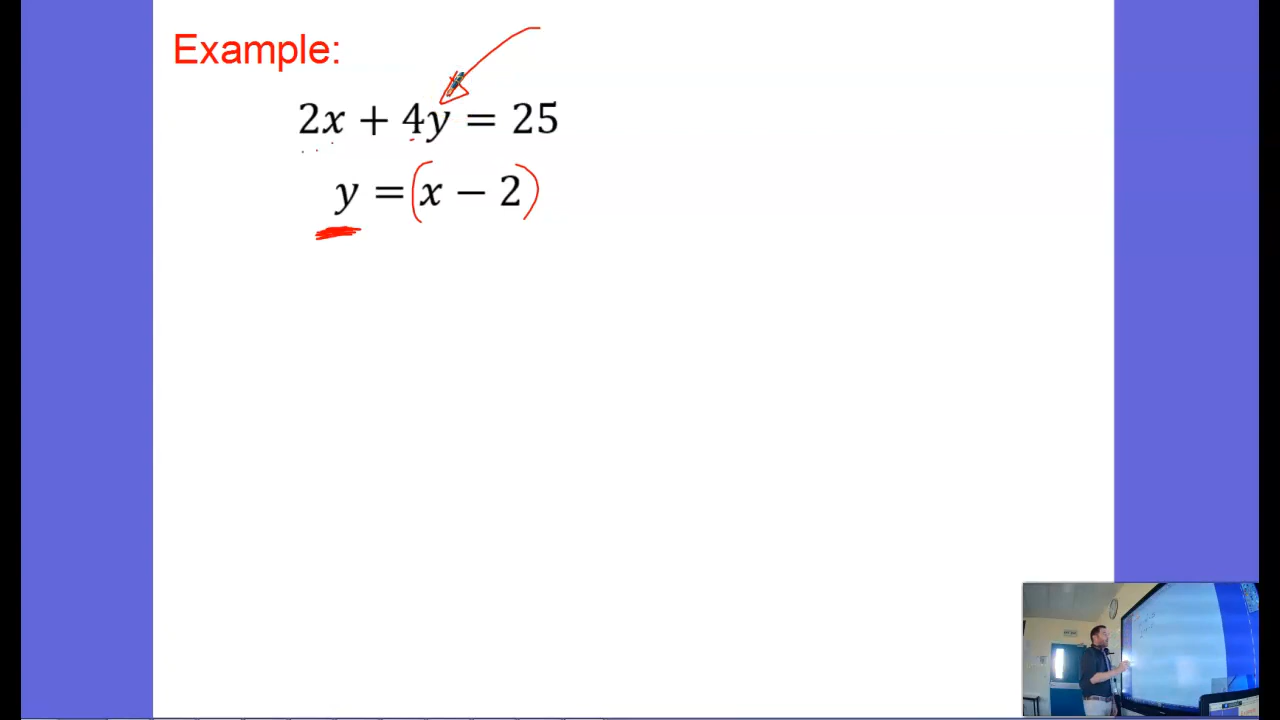 Example:
2x + 4y = 25
y = (x − 2)